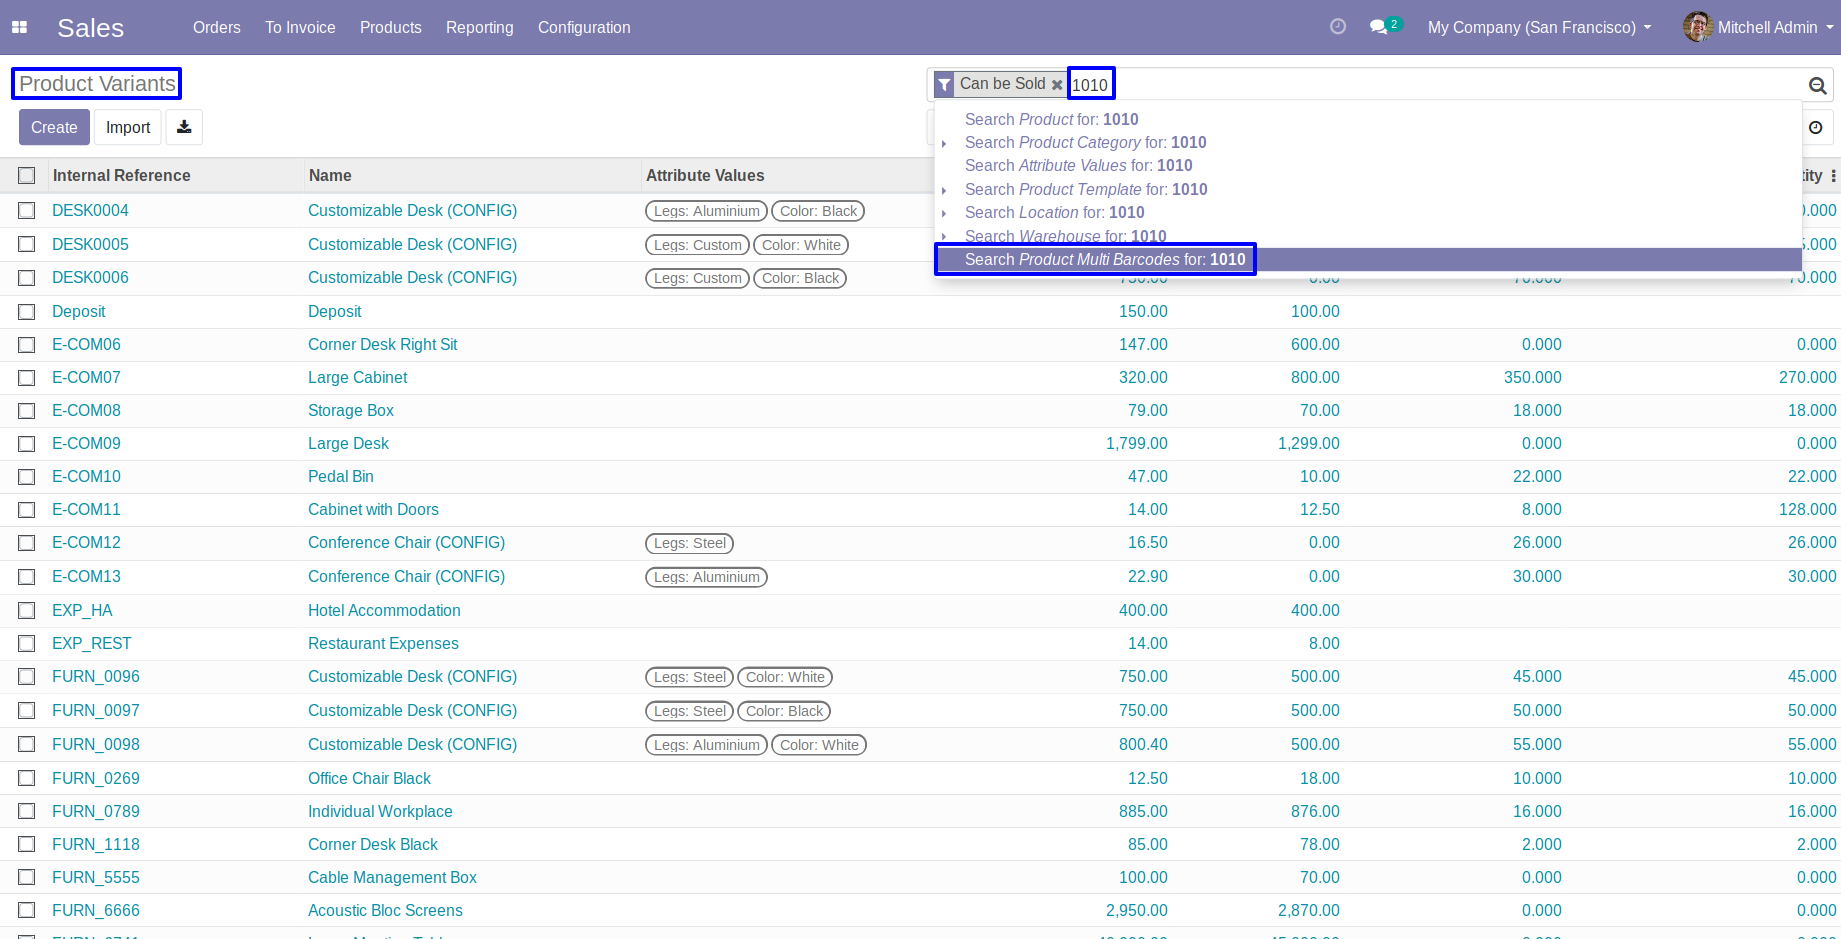 Sales Orders To Invoice Products Reporting Configuration 2 My Company (San Francisco) Mitchell Admin
Product Variants Can be Sold 1010
Create Import
Search Product for: 1010
Search Product Category for: 1010
Search Attribute Values for: 1010
Search Product Template for: 1010
Search Location for: 1010
Search Warehouse for: 1010
Search Product Multi Barcodes for: 1010
Internal Reference Name Attribute Values
DESK0004 Customizable Desk (CONFIG) Legs: Aluminium Color: Black
DESK0005 Customizable Desk (CONFIG) Legs: Custom Color: White
DESK0006 Customizable Desk (CONFIG) Legs: Custom Color: Black 750.00 0.00 70.000 70.000
Deposit Deposit 150.00 100.00
E-COM06 Corner Desk Right Sit 147.00 600.00 0.000 0.000
E-COM07 Large Cabinet 320.00 800.00 350.000 270.000
E-COM08 Storage Box 79.00 70.00 18.000 18.000
E-COM09 Large Desk 1,799.00 1,299.00 0.000 0.000
E-COM10 Pedal Bin 47.00 10.00 22.000 22.000
E-COM11 Cabinet with Doors 14.00 12.50 8.000 128.000
E-COM12 Conference Chair (CONFIG) Legs: Steel 16.50 0.00 26.000 26.000
E-COM13 Conference Chair (CONFIG) Legs: Aluminium 22.90 0.00 30.000 30.000
EXP_HA Hotel Accommodation 400.00 400.00
EXP_REST Restaurant Expenses 14.00 8.00
FURN_0096 Customizable Desk (CONFIG) Legs: Steel Color: White 750.00 500.00 45.000 45.000
FURN_0097 Customizable Desk (CONFIG) Legs: Steel Color: Black 750.00 500.00 50.000 50.000
FURN_0098 Customizable Desk (CONFIG) Legs: Aluminium Color: White 800.40 500.00 55.000 55.000
FURN_0269 Office Chair Black 12.50 18.00 10.000 10.000
FURN_0789 Individual Workplace 885.00 876.00 16.000 16.000
FURN_1118 Corner Desk Black 85.00 78.00 2.000 2.000
FURN_5555 Cable Management Box 100.00 70.00 0.000 0.000
FURN_6666 Acoustic Bloc Screens 2,950.00 2,870.00 0.000 0.000